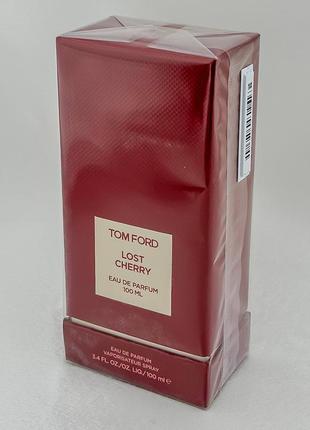 TOM FORD
LOST
CHERRY
EAU DE PARFUM
100 ML
EAU DE PARFUM
VAPORISATEUR SPRAY
3.4 FL. OZ./OZ. LIQ./100 ml ℮